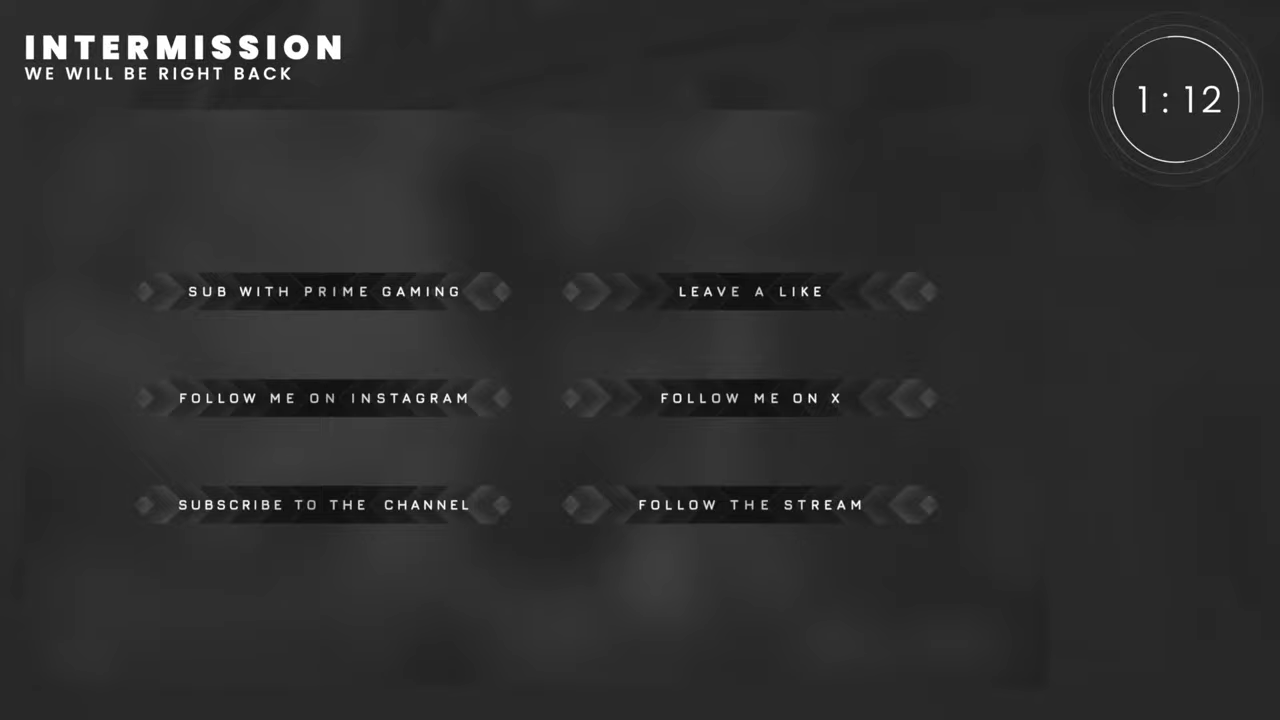 INTERMISSION
WE WILL BE RIGHT BACK
1:12
SUB WITH PRIME GAMING
LEAVE A LIKE
FOLLOW ME ON INSTAGRAM
FOLLOW ME ON X
SUBSCRIBE TO THE CHANNEL
FOLLOW THE STREAM